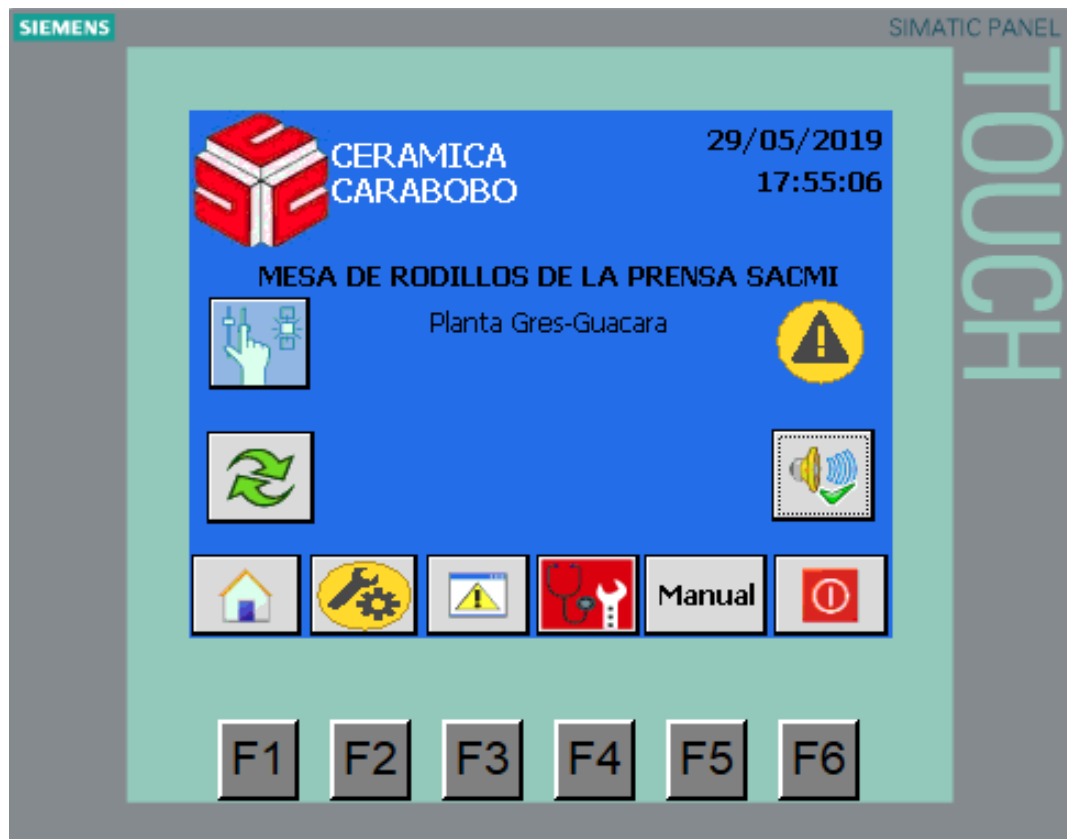 SIEMENS
SIMATIC PANEL
TOUCH
CERAMICA
CARABOBO
29/05/2019
17:55:06
MESA DE RODILLOS DE LA PRENSA SACMI
Planta Gres-Guacara
Manual
F1 F2 F3 F4 F5 F6